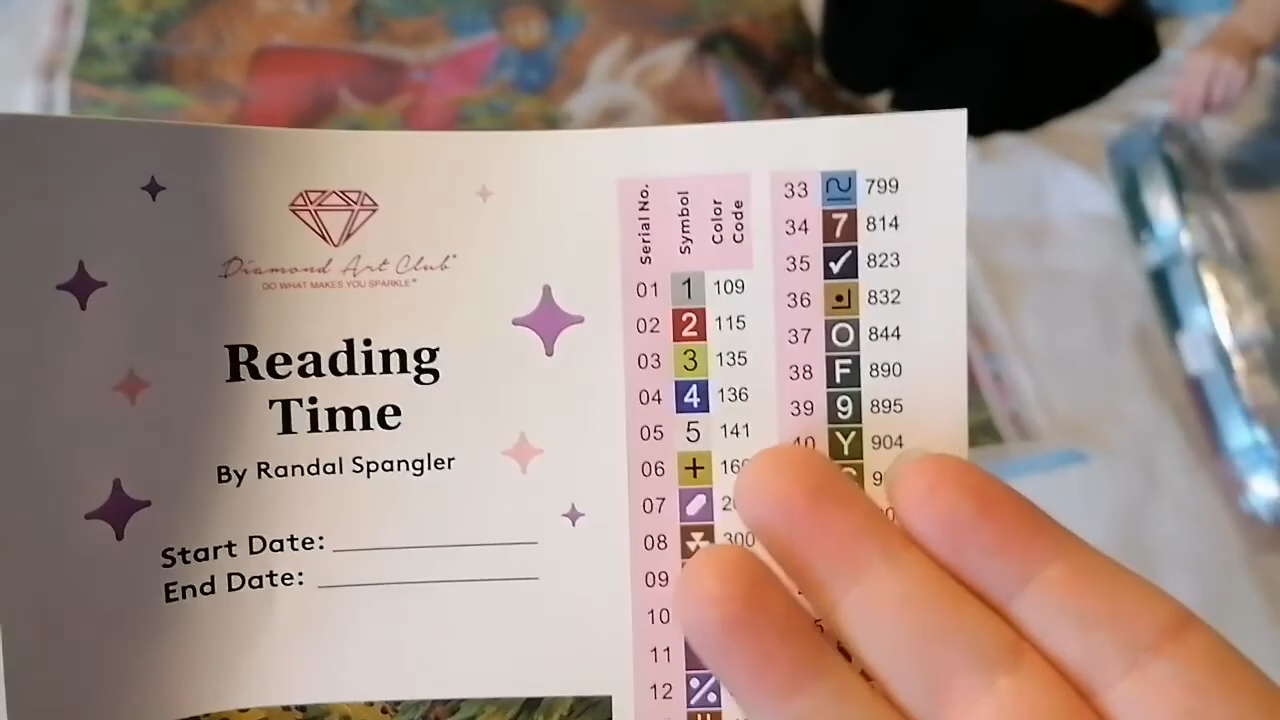 Diamond Art Club
DO WHAT MAKES YOU SPARKLE
Reading
Time
By Randal Spangler
Start Date:
End Date:
Serial No. Symbol Color Code
01 1 109
02 2 115
03 3 135
04 4 136
05 5 141
06 +
07
08 300
09
10
11
12 %
33 799
34 7 814
35 ✓ 823
36 832
37 O 844
38 F 890
39 9 895
40 Y 904